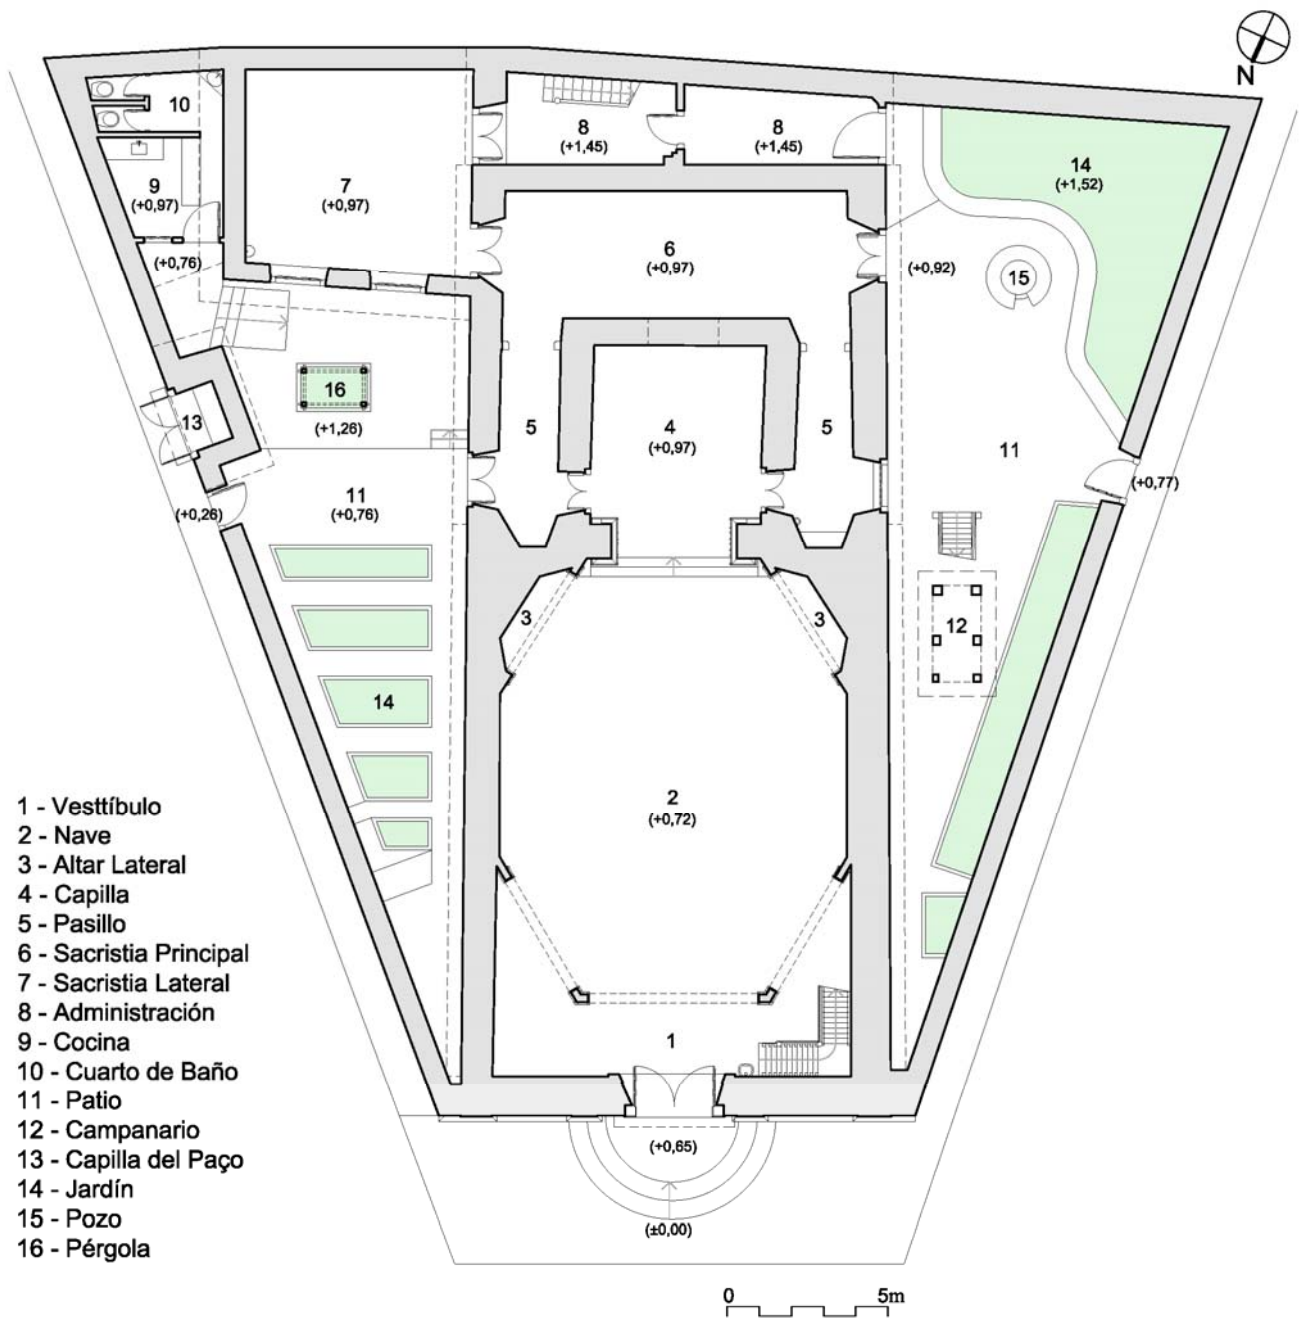 N
10
8
(+1,45)
8
(+1,45)
14
(+1,52)
9
(+0,97)
7
(+0,97)
6
(+0,97)
(+0,76)
(+0,92)
15
16
13
(+1,26)
5
4
(+0,97)
5
11
(+0,77)
11
(+0,76)
(+0,26)
3
3
12
14
2
(+0,72)
1
(+0,65)
(±0,00)
1 - Vesttíbulo
2 - Nave
3 - Altar Lateral
4 - Capilla
5 - Pasillo
6 - Sacristia Principal
7 - Sacristia Lateral
8 - Administración
9 - Cocina
10 - Cuarto de Baño
11 - Patio
12 - Campanario
13 - Capilla del Paço
14 - Jardín
15 - Pozo
16 - Pérgola
0 5m